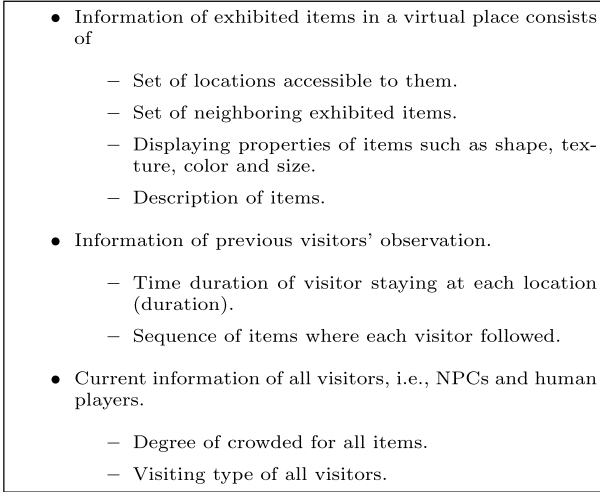 • Information of exhibited items in a virtual place consists
of
– Set of locations accessible to them.
– Set of neighboring exhibited items.
– Displaying properties of items such as shape, tex-
ture, color and size.
– Description of items.
• Information of previous visitors' observation.
– Time duration of visitor staying at each location
(duration).
– Sequence of items where each visitor followed.
• Current information of all visitors, i.e., NPCs and human
players.
– Degree of crowded for all items.
– Visiting type of all visitors.